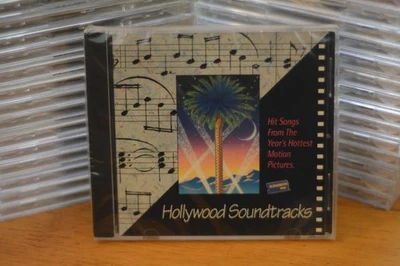 Hit Songs
From The
Year's Hottest
Motion
Pictures.
Hollywood Soundtracks